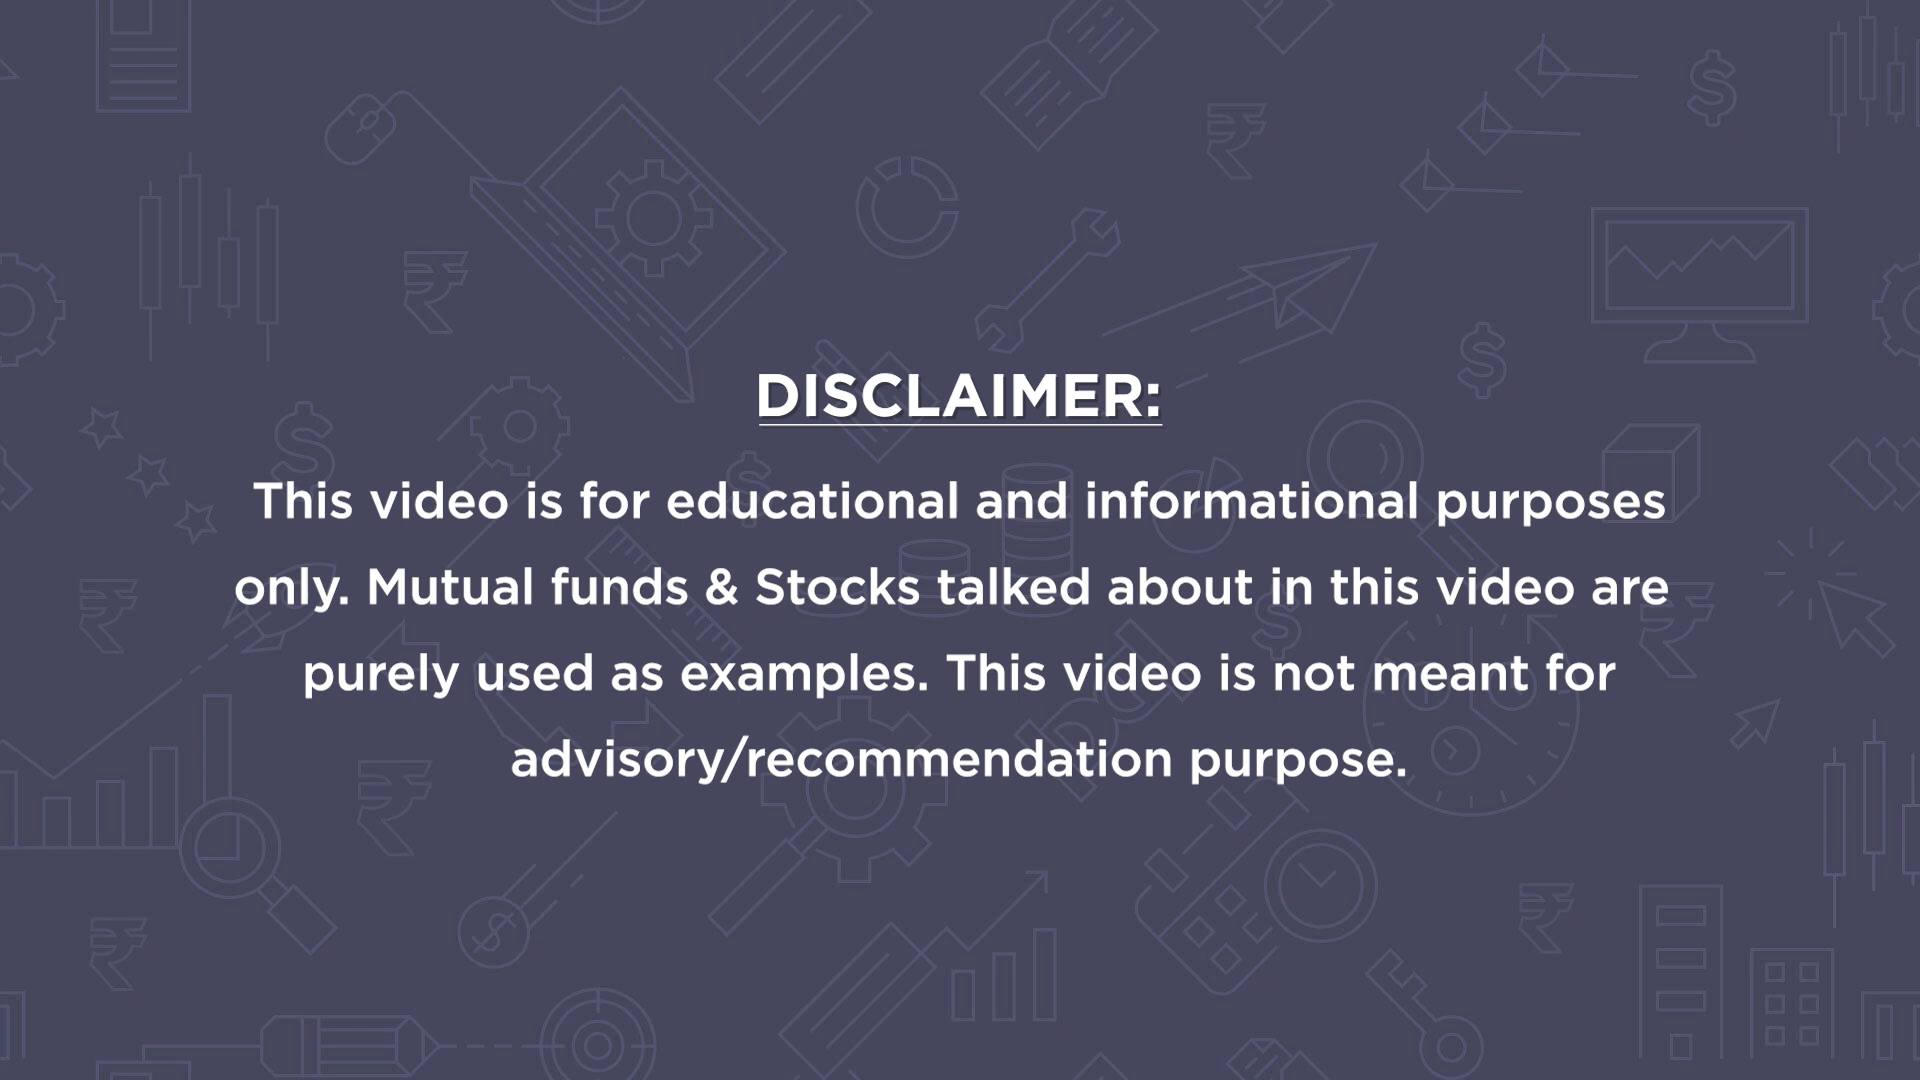 DISCLAIMER:
This video is for educational and informational purposes
only. Mutual funds & Stocks talked about in this video are
purely used as examples. This video is not meant for
advisory/recommendation purpose.